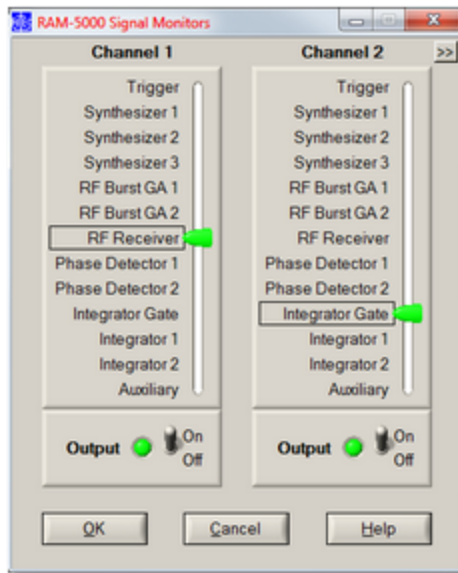 RAM-5000 Signal Monitors
Channel 1
Channel 2
>>
Trigger
Synthesizer 1
Synthesizer 2
Synthesizer 3
RF Burst GA 1
RF Burst GA 2
RF Receiver
Phase Detector 1
Phase Detector 2
Integrator Gate
Integrator 1
Integrator 2
Auxiliary
Trigger
Synthesizer 1
Synthesizer 2
Synthesizer 3
RF Burst GA 1
RF Burst GA 2
RF Receiver
Phase Detector 1
Phase Detector 2
Integrator Gate
Integrator 1
Integrator 2
Auxiliary
Output
On
Off
Output
On
Off
OK
Cancel
Help